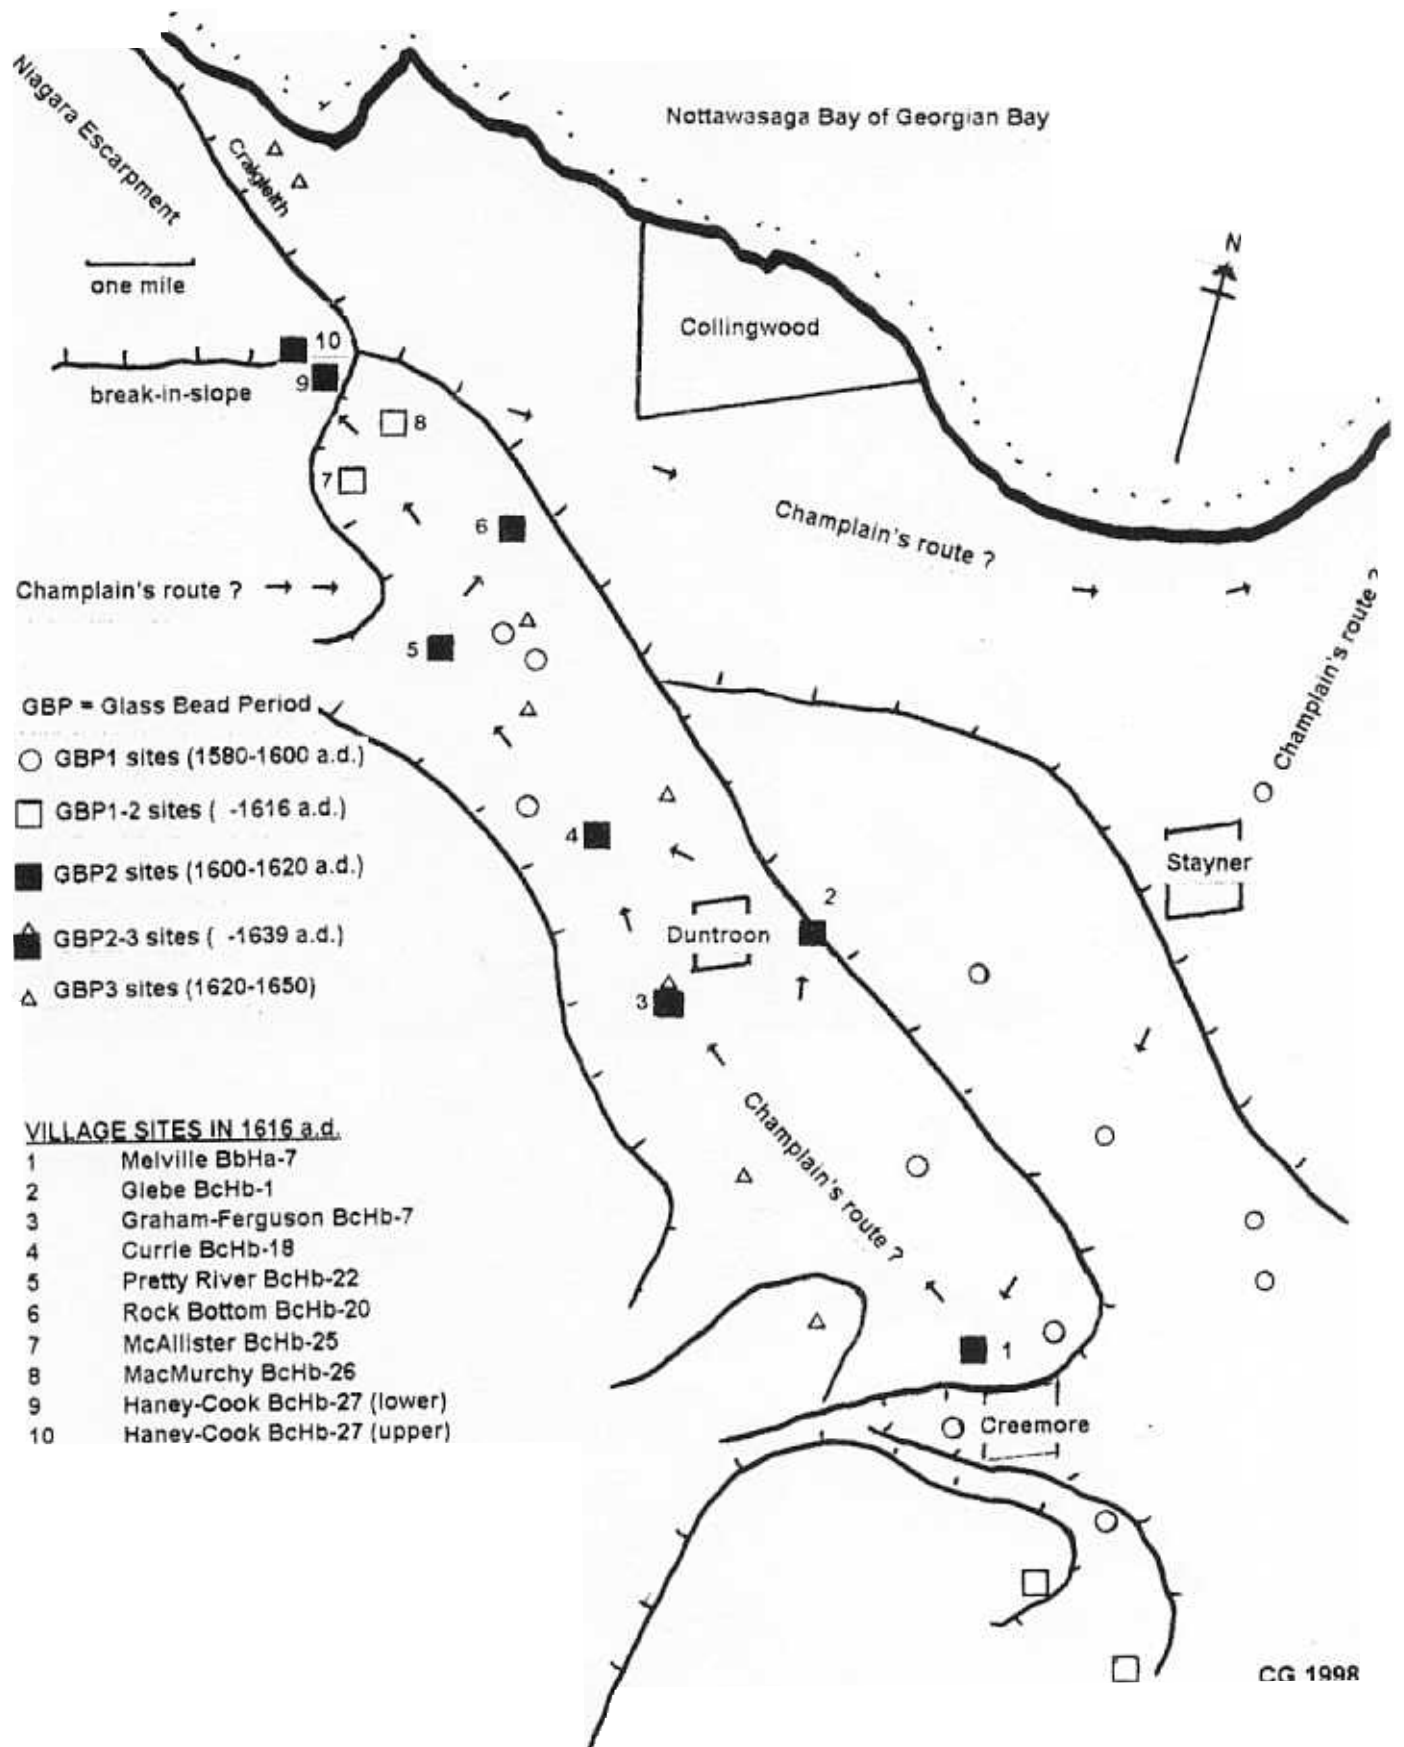 Nottawasaga Bay of Georgian Bay
Niagara Escarpment
Craigleith
N
one mile
Collingwood
10
9
break-in-slope
8
7
6
Champlain's route ?
Champlain's route ?
Champlain's route ?
5
GBP = Glass Bead Period
GBP1 sites (1580-1600 a.d.)
GBP1-2 sites ( -1616 a.d.)
GBP2 sites (1600-1620 a.d.)
GBP2-3 sites ( -1639 a.d.)
GBP3 sites (1620-1650)
4
Stayner
2
Duntroon
3
Champlain's route ?
1
Creemore
VILLAGE SITES IN 1616 a.d.
1 Melville BbHa-7
2 Glebe BcHb-1
3 Graham-Ferguson BcHb-7
4 Currie BcHb-18
5 Pretty River BcHb-22
6 Rock Bottom BcHb-20
7 McAllister BcHb-25
8 MacMurchy BcHb-26
9 Haney-Cook BcHb-27 (lower)
10 Haney-Cook BcHb-27 (upper)
CG 1998